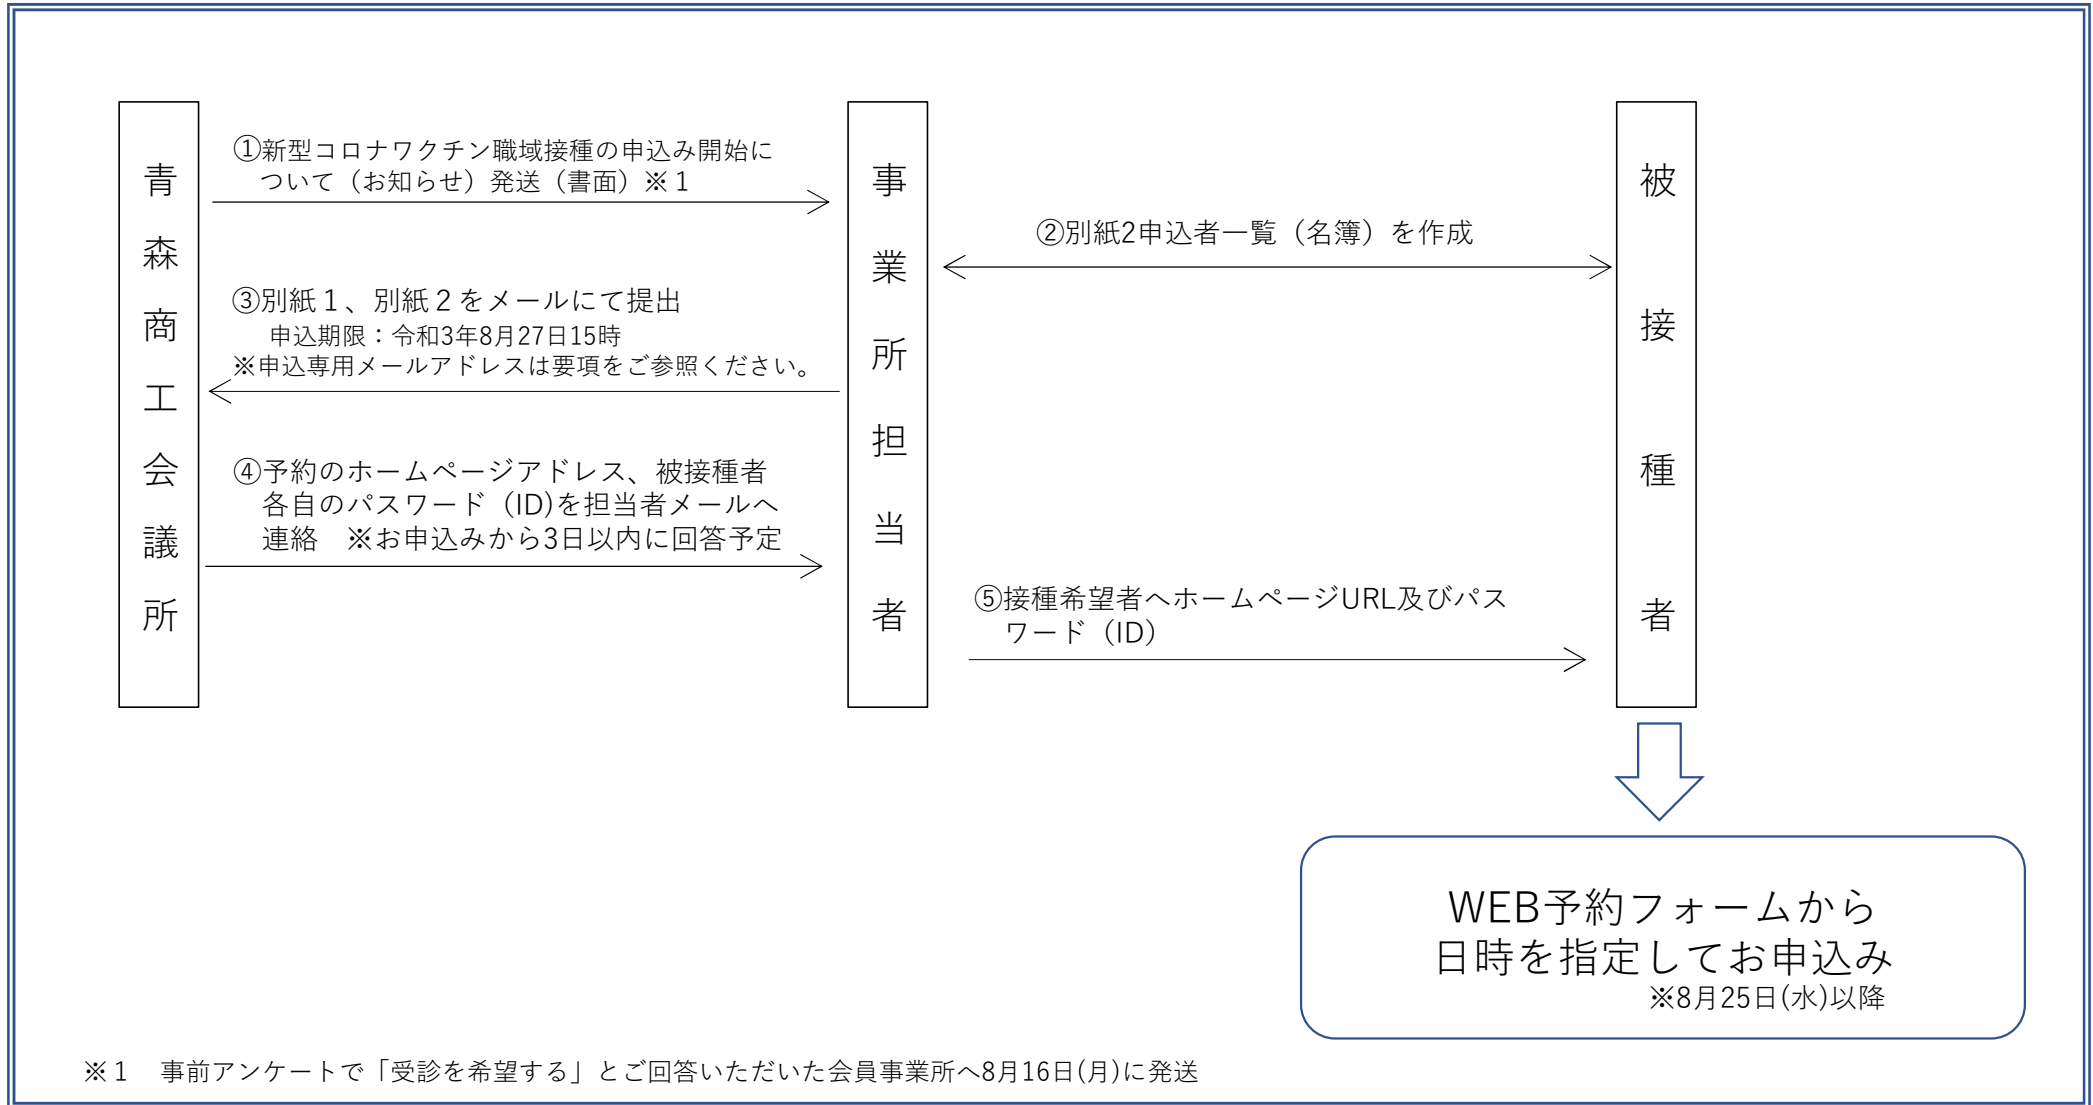 青森商工会議所
①新型コロナワクチン職域接種の申込み開始に
ついて（お知らせ）発送（書面）※１
事業所担当者
②別紙2申込者一覧（名簿）を作成
被接種者
③別紙１、別紙２をメールにて提出
申込期限：令和3年8月27日15時
※申込専用メールアドレスは要項をご参照ください。
④予約のホームページアドレス、被接種者
各自のパスワード（ID)を担当者メールへ
連絡　※お申込みから3日以内に回答予定
⑤接種希望者へホームページURL及びパス
ワード（ID）
WEB予約フォームから
日時を指定してお申込み
※8月25日(水)以降
※１　事前アンケートで「受診を希望する」とご回答いただいた会員事業所へ8月16日(月)に発送